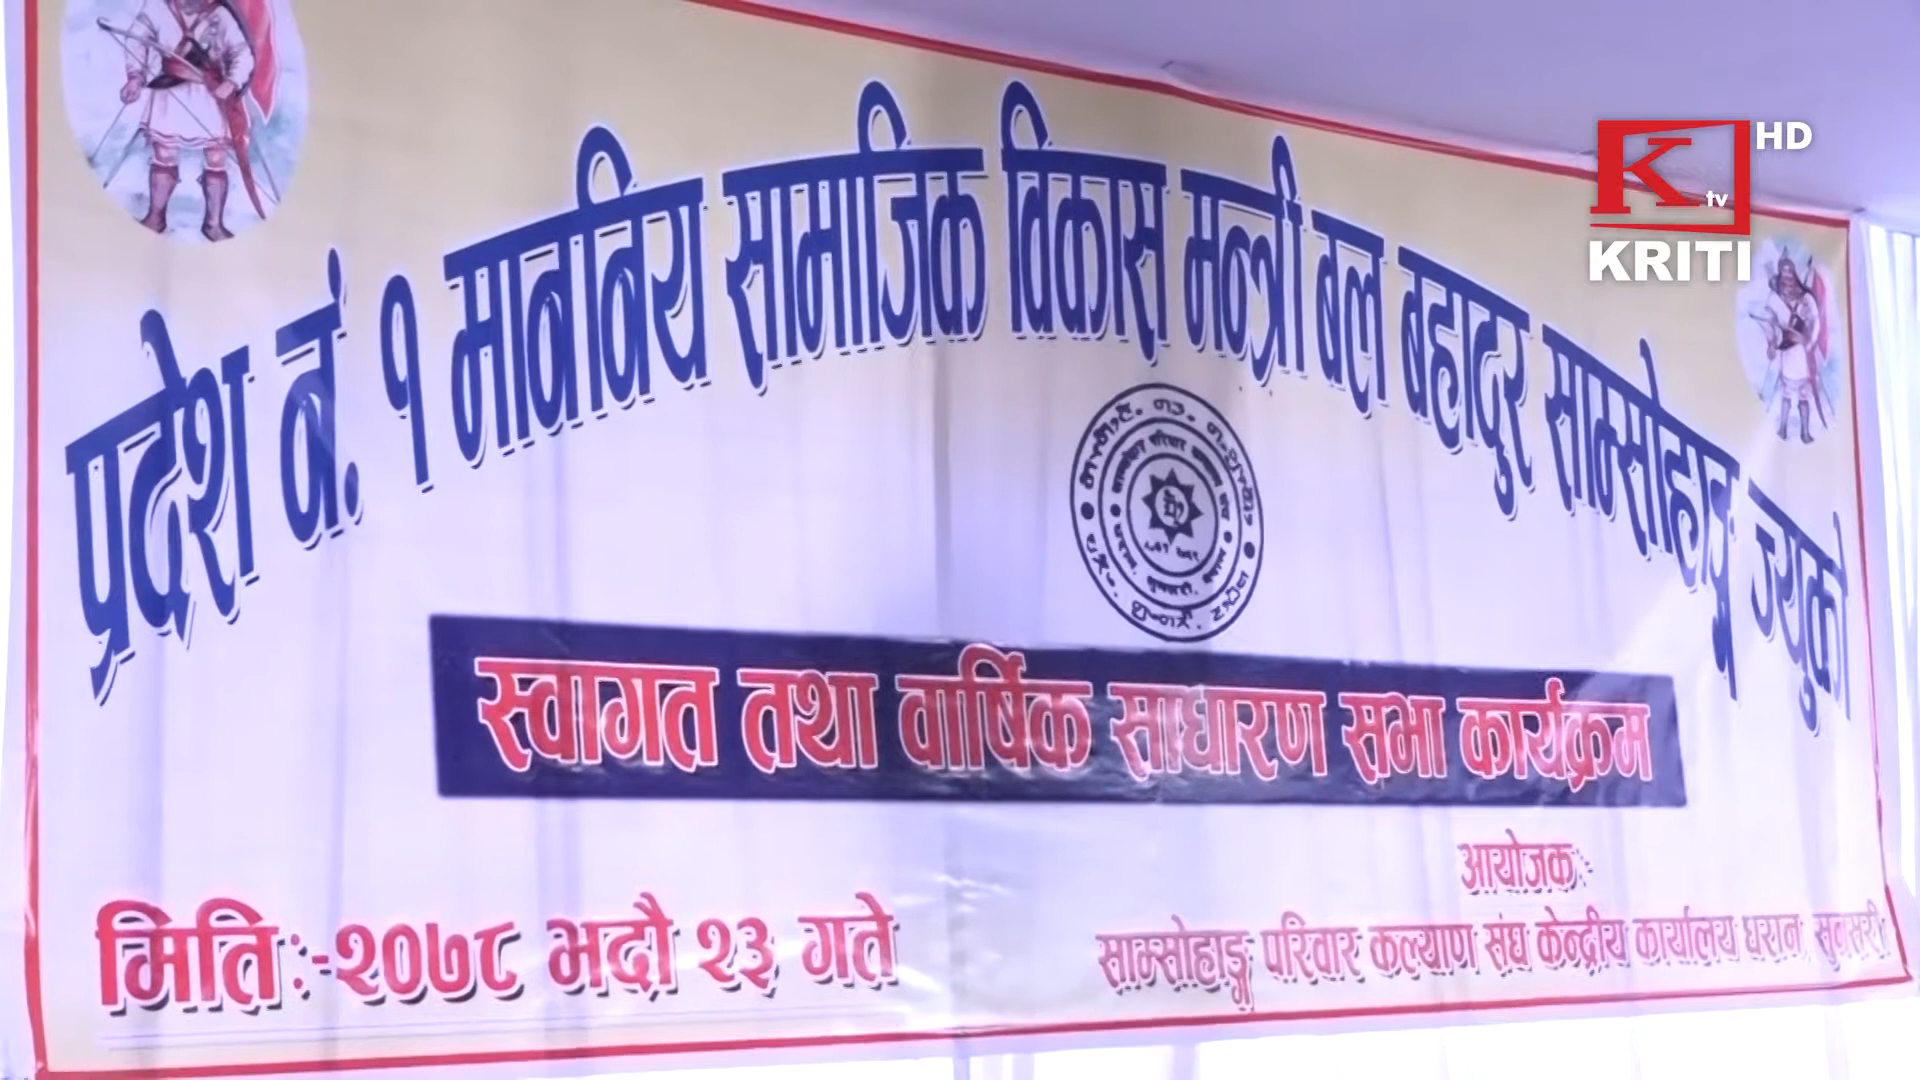 प्रदेश नं. १ माननिय सामाजिक विकास मन्त्री बल बहादुर साम्सोहाङ्ग ज्युको
स्वागत तथा वार्षिक साधारण सभा कार्यक्रम
मिति:-२०७८ भदौ २३ गते
आयोजक:-
साम्सोहाङ्ग परिवार कल्याण संघ केन्द्रीय कार्यालय धरान, सुनसरी
K tv HD
KRITI